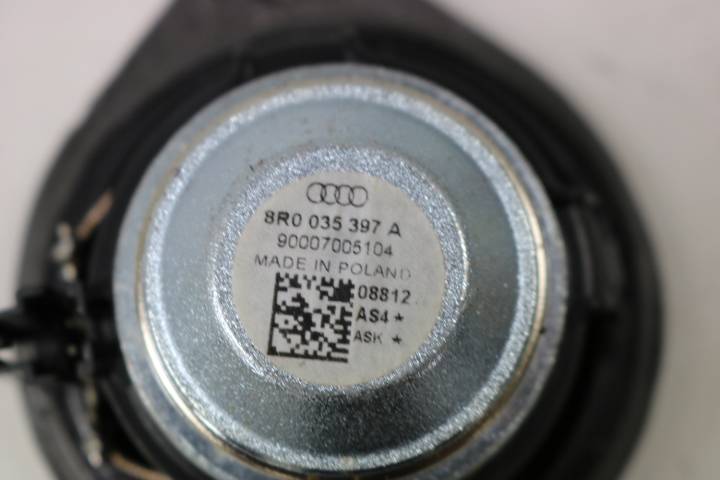 8R0 035 397 A
90007005104
MADE IN POLAND
08812
AS4 *
ASK *